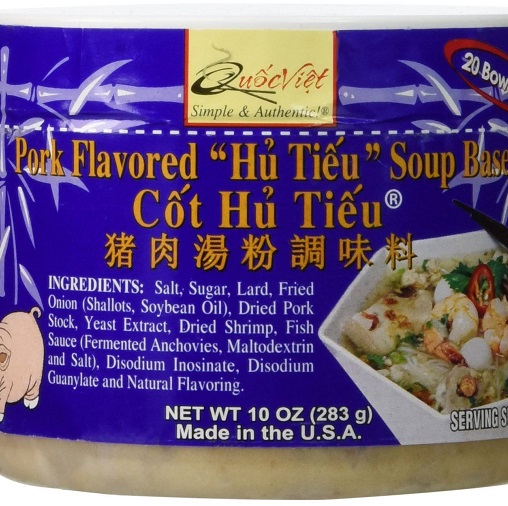 QuốcViệt
Simple & Authentic!®
20 Bow
Pork Flavored “Hủ Tiếu” Soup Base
Cốt Hủ Tiếu®
猪肉湯粉調味料
INGREDIENTS: Salt, Sugar, Lard, Fried
Onion (Shallots, Soybean Oil), Dried Pork
Stock, Yeast Extract, Dried Shrimp, Fish
Sauce (Fermented Anchovies, Maltodextrin
and Salt), Disodium Inosinate, Disodium
Guanylate and Natural Flavoring.
NET WT 10 OZ (283 g)
Made in the U.S.A.
SERVING S